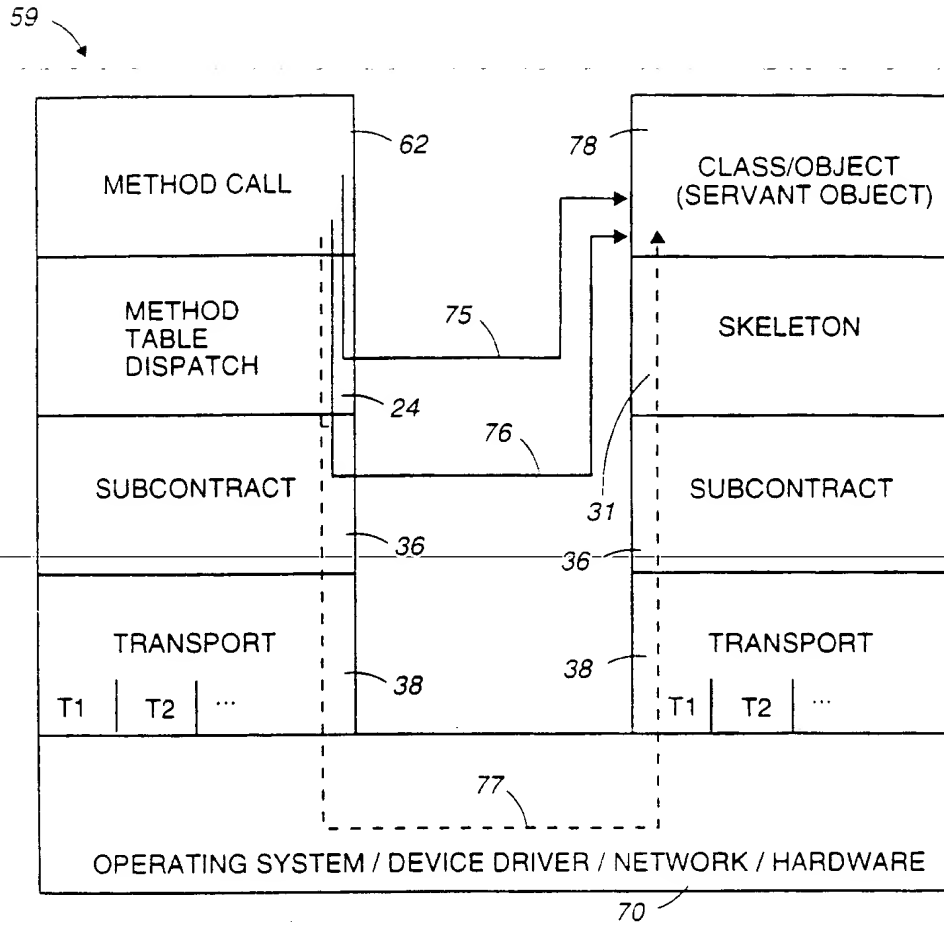 59
62
METHOD CALL
78
CLASS/OBJECT
(SERVANT OBJECT)
METHOD
TABLE
DISPATCH
75
SKELETON
24
76
SUBCONTRACT
31
SUBCONTRACT
36
36
TRANSPORT
38
T1
T2
...
TRANSPORT
38
T1
T2
...
77
OPERATING SYSTEM / DEVICE DRIVER / NETWORK / HARDWARE
70